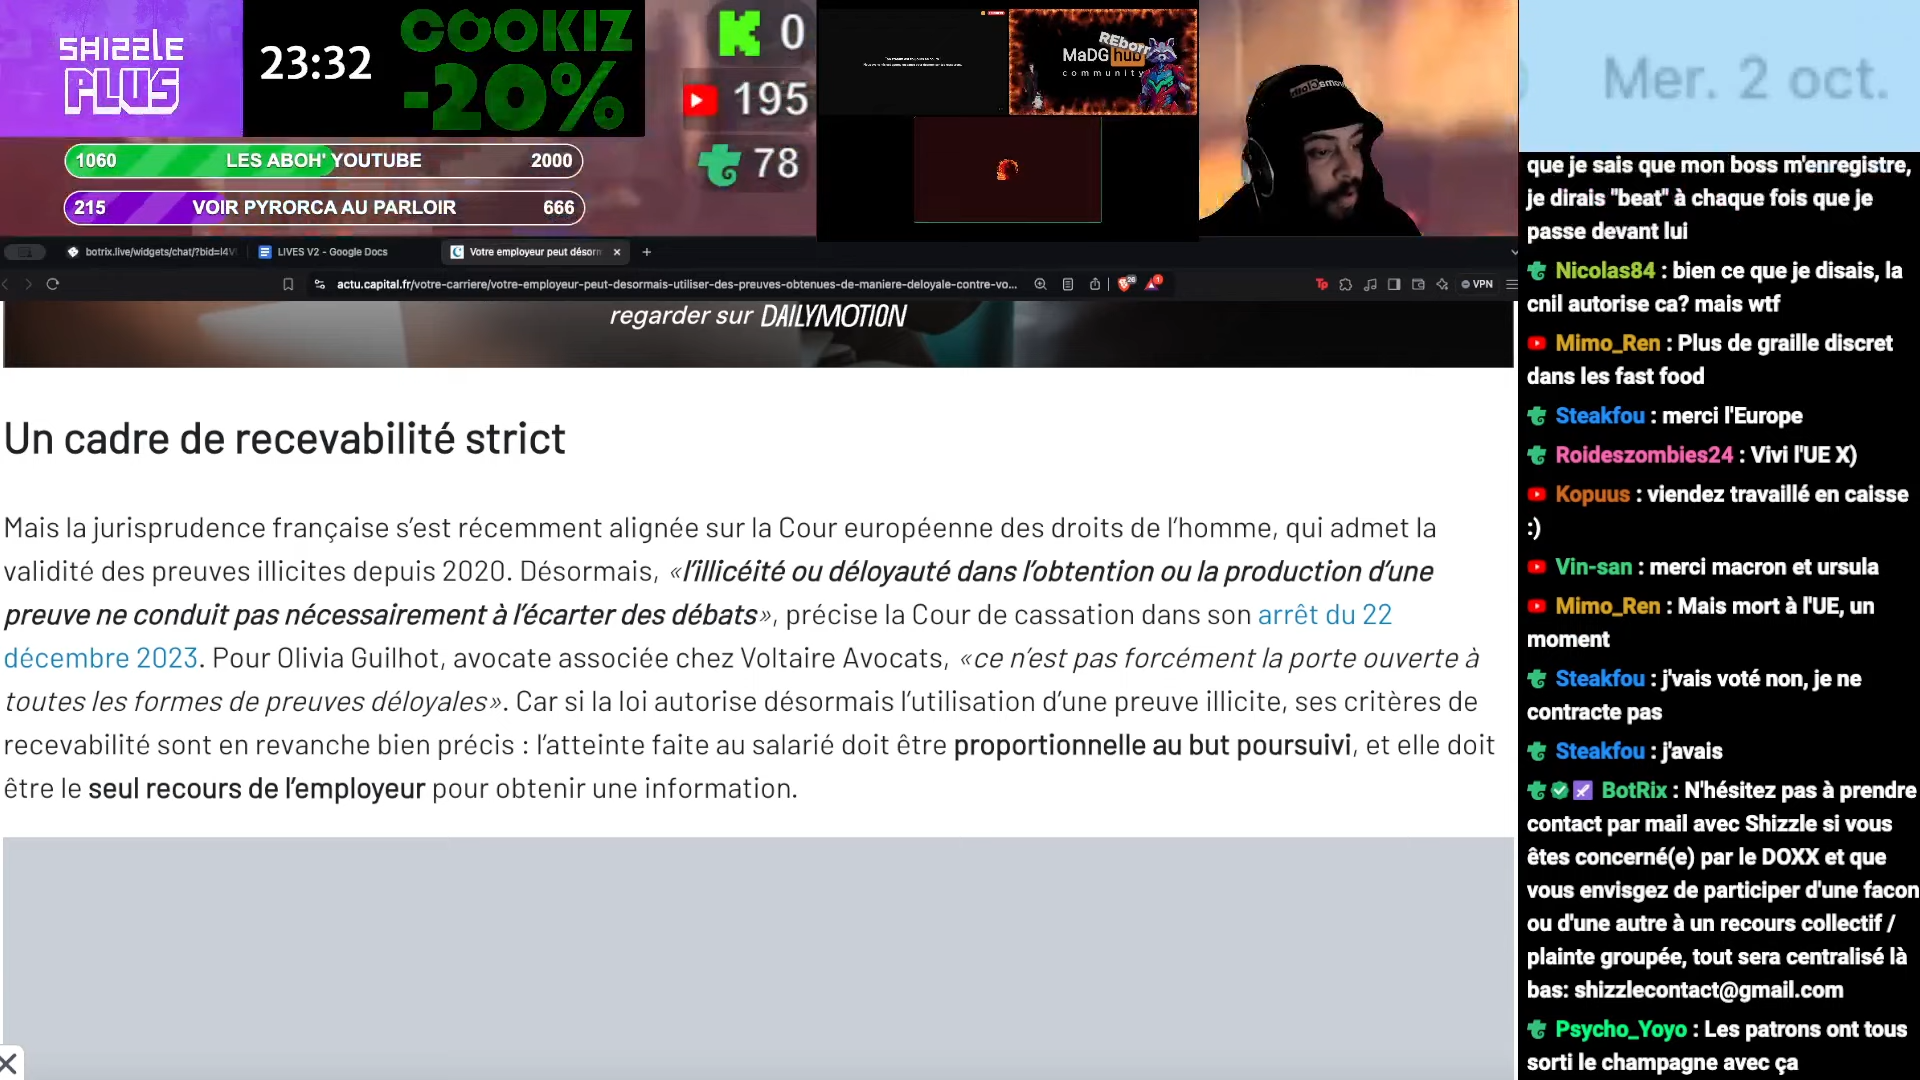 SHIZZLE
PLUS
23:32
COOKIZ
-20%
0
195
78
1060 LES ABOH' YOUTUBE 2000
215 VOIR PYRORCA AU PARLOIR 666
REborn
MaDG hub
community
Mer. 2 oct.
botrix.live/widgets/chat/?bid=I4V
LIVES V2 - Google Docs
Votre employeur peut désorm
actu.capital.fr/votre-carriere/votre-employeur-peut-desormais-utiliser-des-preuves-obtenues-de-maniere-deloyale-contre-vo...
VPN
regarder sur DAILYMOTION
Un cadre de recevabilité strict
Mais la jurisprudence française s’est récemment alignée sur la Cour européenne des droits de l’homme, qui admet la
validité des preuves illicites depuis 2020. Désormais, «l’illicéité ou déloyauté dans l’obtention ou la production d’une
preuve ne conduit pas nécessairement à l’écarter des débats», précise la Cour de cassation dans son arrêt du 22
décembre 2023. Pour Olivia Guilhot, avocate associée chez Voltaire Avocats, «ce n’est pas forcément la porte ouverte à
toutes les formes de preuves déloyales». Car si la loi autorise désormais l’utilisation d’une preuve illicite, ses critères de
recevabilité sont en revanche bien précis : l’atteinte faite au salarié doit être proportionnelle au but poursuivi, et elle doit
être le seul recours de l’employeur pour obtenir une information.
que je sais que mon boss m'enregistre,
je dirais "beat" à chaque fois que je
passe devant lui
Nicolas84 : bien ce que je disais, la
cnil autorise ca? mais wtf
Mimo_Ren : Plus de graille discret
dans les fast food
Steakfou : merci l'Europe
Roideszombies24 : Vivi l'UE X)
Kopuus : viendez travaillé en caisse
:)
Vin-san : merci macron et ursula
Mimo_Ren : Mais mort à l'UE, un
moment
Steakfou : j'vais voté non, je ne
contracte pas
Steakfou : j'avais
BotRix : N'hésitez pas à prendre
contact par mail avec Shizzle si vous
êtes concerné(e) par le DOXX et que
vous envisgez de participer d'une facon
ou d'une autre à un recours collectif /
plainte groupée, tout sera centralisé là
bas: shizzlecontact@gmail.com
Psycho_Yoyo : Les patrons ont tous
sorti le champagne avec ça